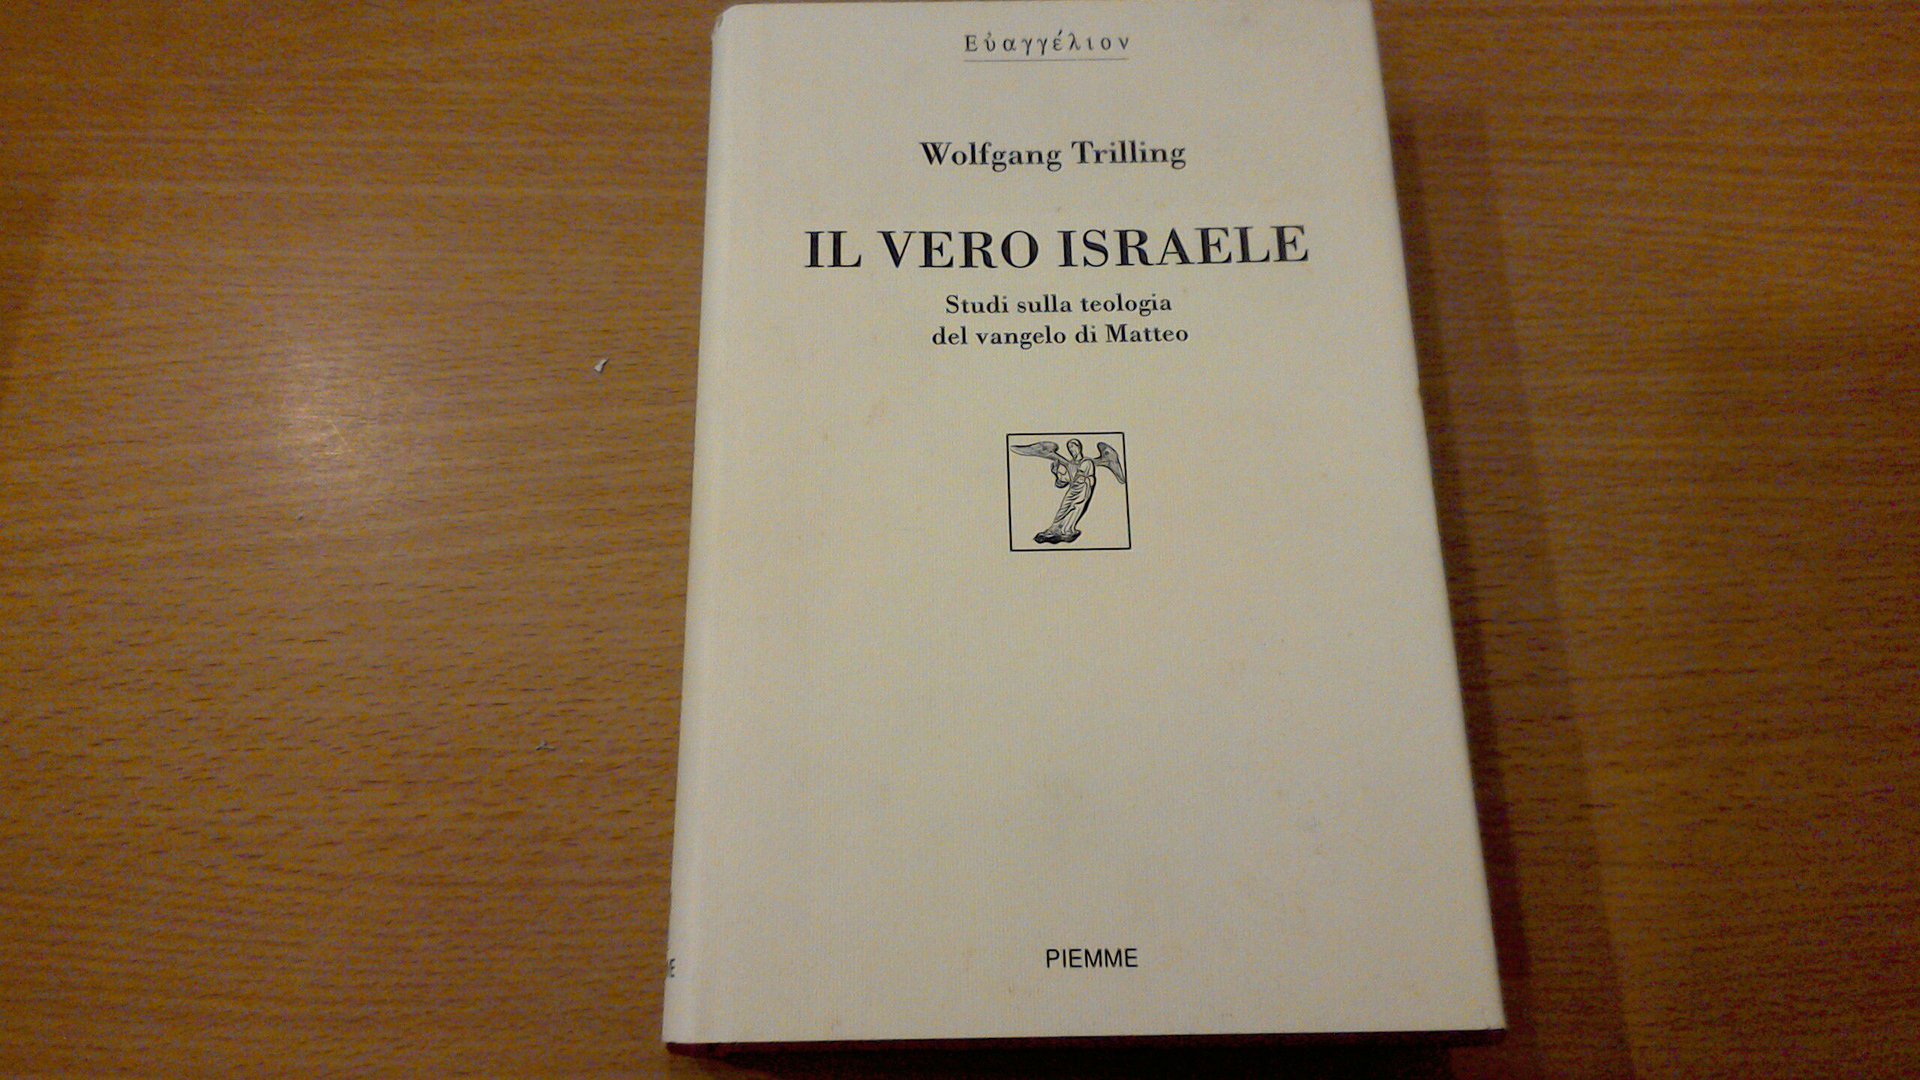 Εὐαγγέλιον
Wolfgang Trilling
IL VERO ISRAELE
Studi sulla teologia
del vangelo di Matteo
PIEMME